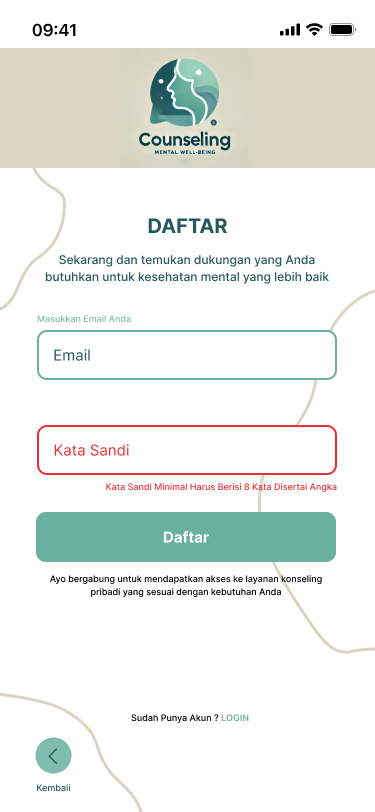 09:41
Counseling
MENTAL WELL-BEING
DAFTAR
Sekarang dan temukan dukungan yang Anda
butuhkan untuk kesehatan mental yang lebih baik
Masukkan Email Anda
Email
Kata Sandi
Kata Sandi Minimal Harus Berisi 8 Kata Disertai Angka
Daftar
Ayo bergabung untuk mendapatkan akses ke layanan konseling
pribadi yang sesuai dengan kebutuhan Anda
Sudah Punya Akun ? LOGIN
Kembali